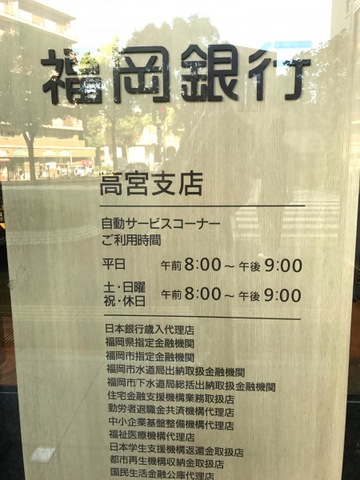 福岡銀行
高宮支店
自動サービスコーナー
ご利用時間
平日 午前8:00～午後9:00
土・日曜
祝・休日 午前8:00～午後9:00
日本銀行歳入代理店
福岡県指定金融機関
福岡市指定金融機関
福岡市水道局出納取扱金融機関
福岡市下水道局総括出納取扱金融機関
住宅金融支援機構業務取扱店
勤労者退職金共済機構代理店
中小企業基盤整備機構代理店
福祉医療機構代理店
日本学生支援機構返還金取扱店
都市再生機構収納金取扱店
国民生活金融公庫代理店